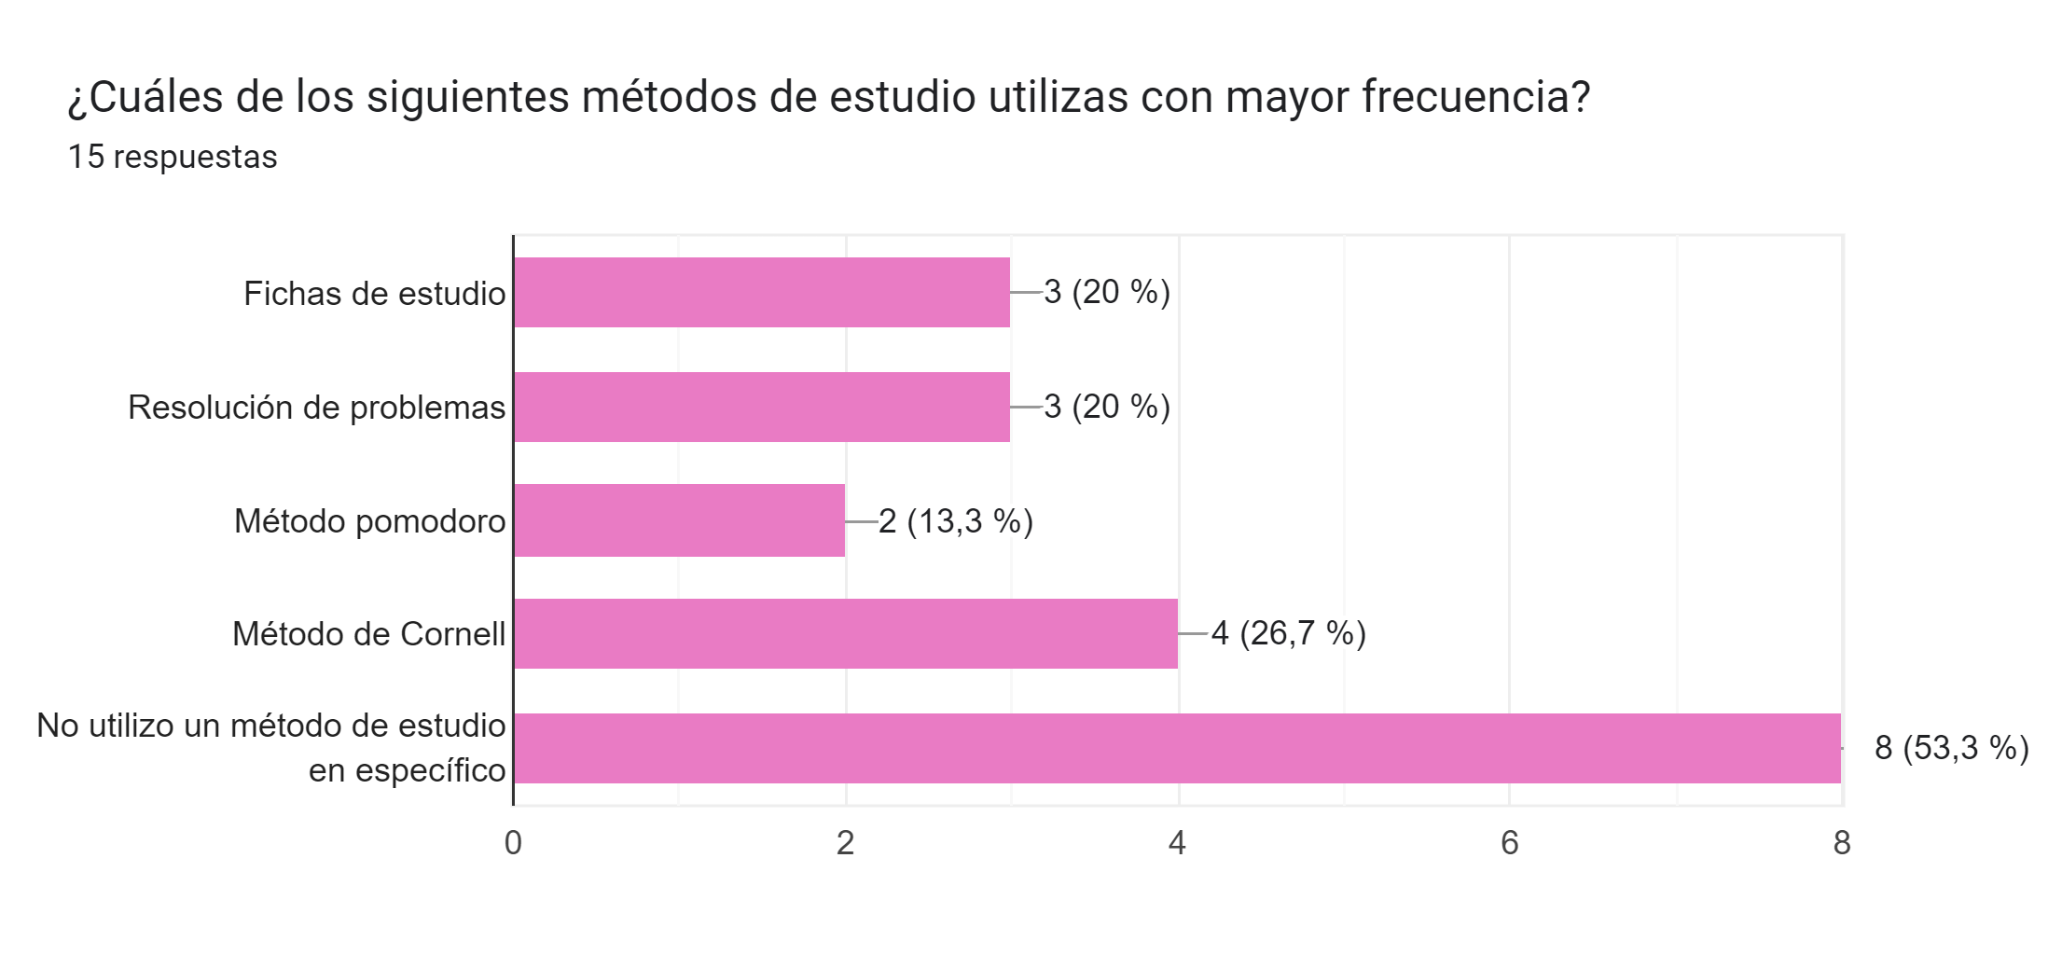 ¿Cuáles de los siguientes métodos de estudio utilizas con mayor frecuencia?
15 respuestas
Fichas de estudio
3 (20 %)
Resolución de problemas
3 (20 %)
Método pomodoro
2 (13,3 %)
Método de Cornell
4 (26,7 %)
No utilizo un método de estudio
en específico
8 (53,3 %)
0 2 4 6 8